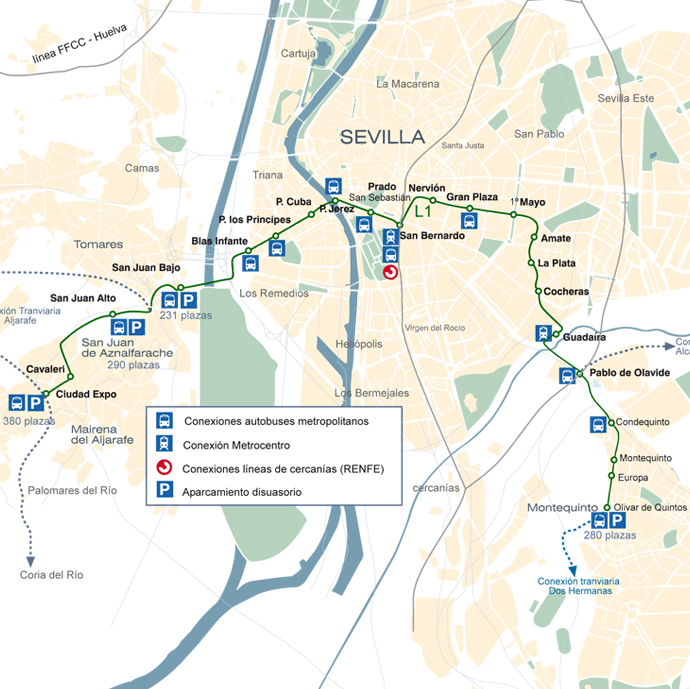 línea FFCC - Huelva
Cartuja
La Macarena
Sevilla Este
SEVILLA
San Pablo
Santa Justa
Camas
Triana
Prado
San Sebastián
Nervión
Gran Plaza
1º Mayo
L1
P. Cuba
P. Jerez
P. los Principes
San Bernardo
Blas Infante
Amate
Tomares
La Plata
San Juan Bajo
Cocheras
San Juan Alto
Los Remedios
231 plazas
xión Tranviaria
Aljarafe
San Juan
de Aznalfarache
290 plazas
Virgen del Rocío
Guadaira
Heliópolis
Con
Alc
Cavaleri
Pablo de Olavide
Ciudad Expo
Los Bermejales
380 plazas
Mairena
del Aljarafe
Condequinto
Conexiones autobuses metropolitanos
Conexión Metrocentro
Conexiones líneas de cercanías (RENFE)
P Aparcamiento disuasorio
Montequinto
Europa
cercanías
Palomares del Río
Montequinto
Olivar de Quintos
P
280 plazas
Coria del Río
Conexión tranviaria
Dos Hermanas